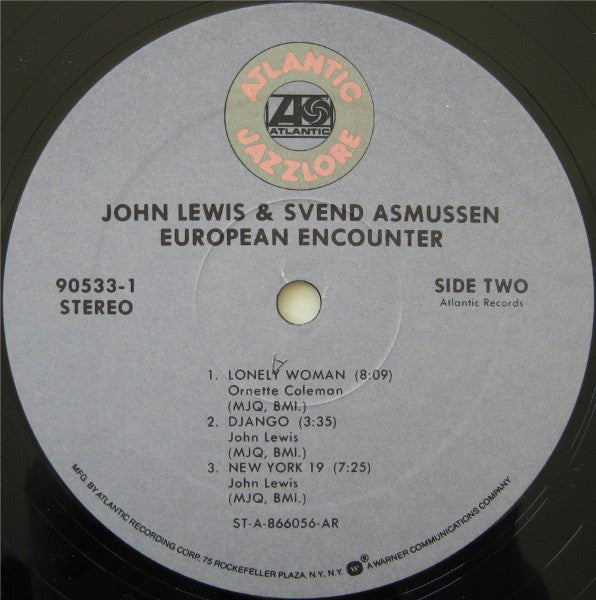 ATLANTIC
ATLANTIC
JAZZLORE
JOHN LEWIS & SVEND ASMUSSEN
EUROPEAN ENCOUNTER
90533-1
STEREO
SIDE TWO
Atlantic Records
1. LONELY WOMAN (8:09)
Ornette Coleman
(MJQ, BMI.)
2. DJANGO (3:35)
John Lewis
(MJQ, BMI.)
3. NEW YORK 19 (7:25)
John Lewis
(MJQ, BMI.)
ST-A-866056-AR
MFG. BY ATLANTIC RECORDING CORP. 75 ROCKEFELLER PLAZA, N.Y., N.Y. W® A WARNER COMMUNICATIONS COMPANY